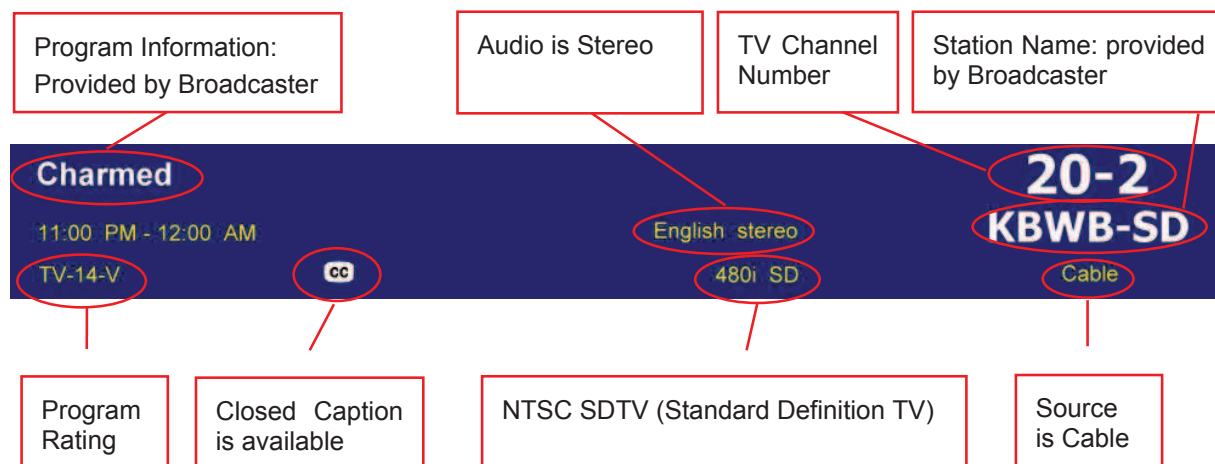 Program Information:
Provided by Broadcaster
Audio is Stereo
TV Channel
Number
Station Name: provided
by Broadcaster
Charmed
20-2
11:00 PM - 12:00 AM
English stereo
KBWB-SD
TV-14-V
CC
480i SD
Cable
Program
Rating
Closed Caption
is available
NTSC SDTV (Standard Definition TV)
Source
is Cable